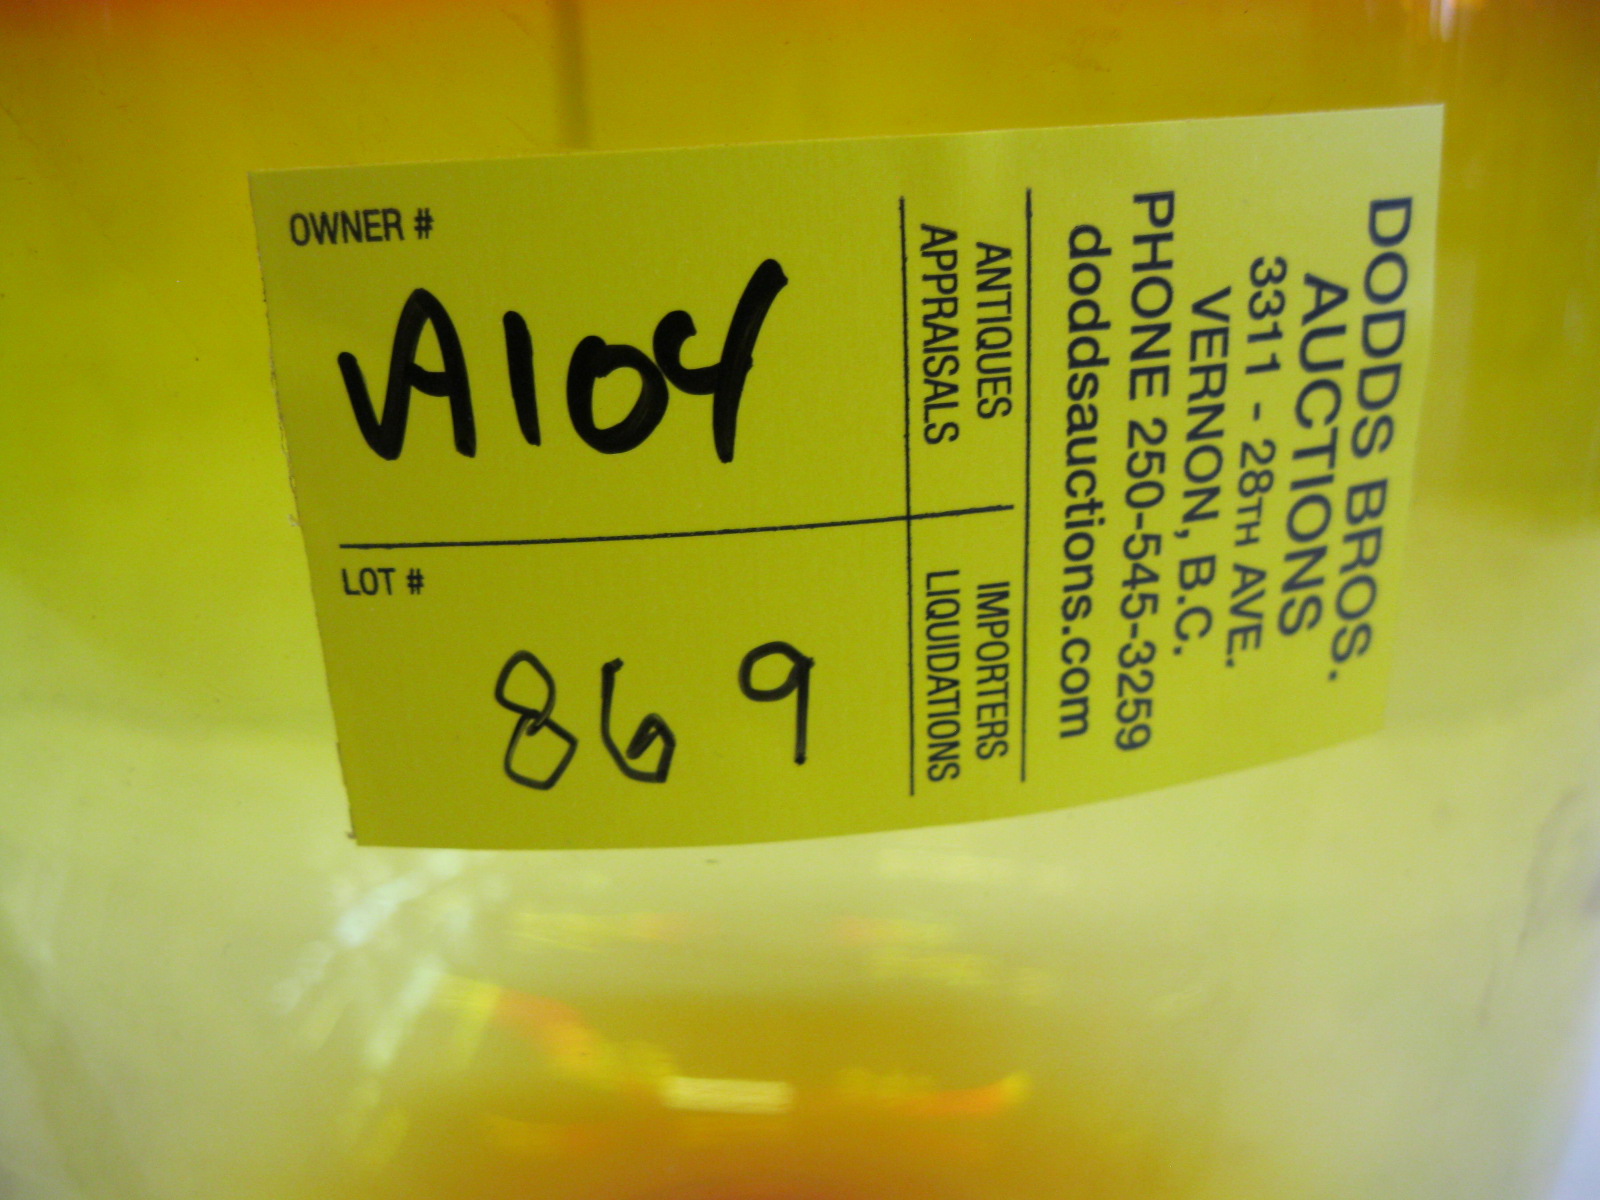 OWNER #
A104
LOT #
869
DODDS BROS.
AUCTIONS
3311 - 28TH AVE.
VERNON, B.C.
PHONE 250-545-3259
doddsauctions.com
ANTIQUES
APPRAISALS
IMPORTERS
LIQUIDATIONS